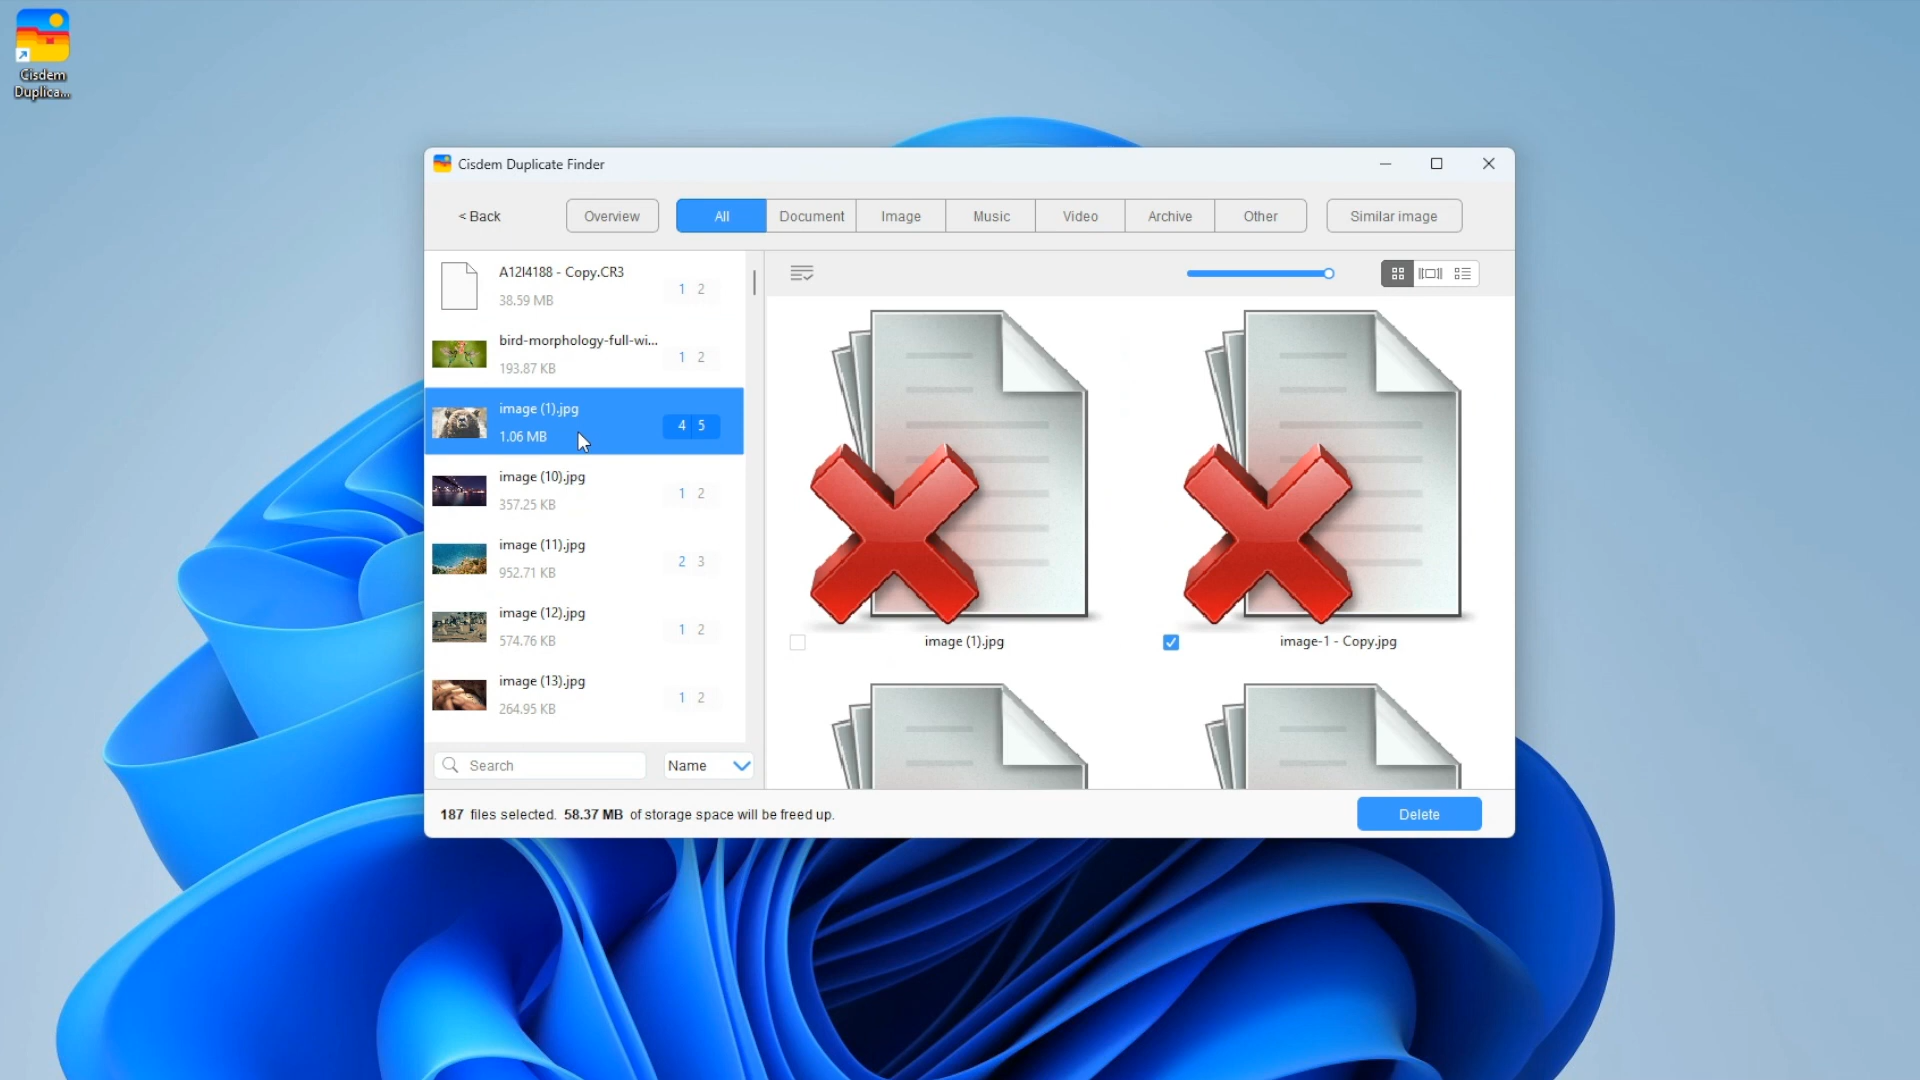 Cisdem
Duplica...
Cisdem Duplicate Finder
< Back
Overview
All
Document
Image
Music
Video
Archive
Other
Similar image
A12I4188 - Copy.CR3
38.59 MB
1 2
bird-morphology-full-wi...
193.87 KB
1 2
image (1).jpg
1.06 MB
4 5
image (10).jpg
357.25 KB
1 2
image (11).jpg
952.71 KB
2 3
image (12).jpg
574.76 KB
1 2
image (13).jpg
264.95 KB
1 2
Search
Name
image (1).jpg
image-1 - Copy.jpg
187 files selected. 58.37 MB of storage space will be freed up.
Delete